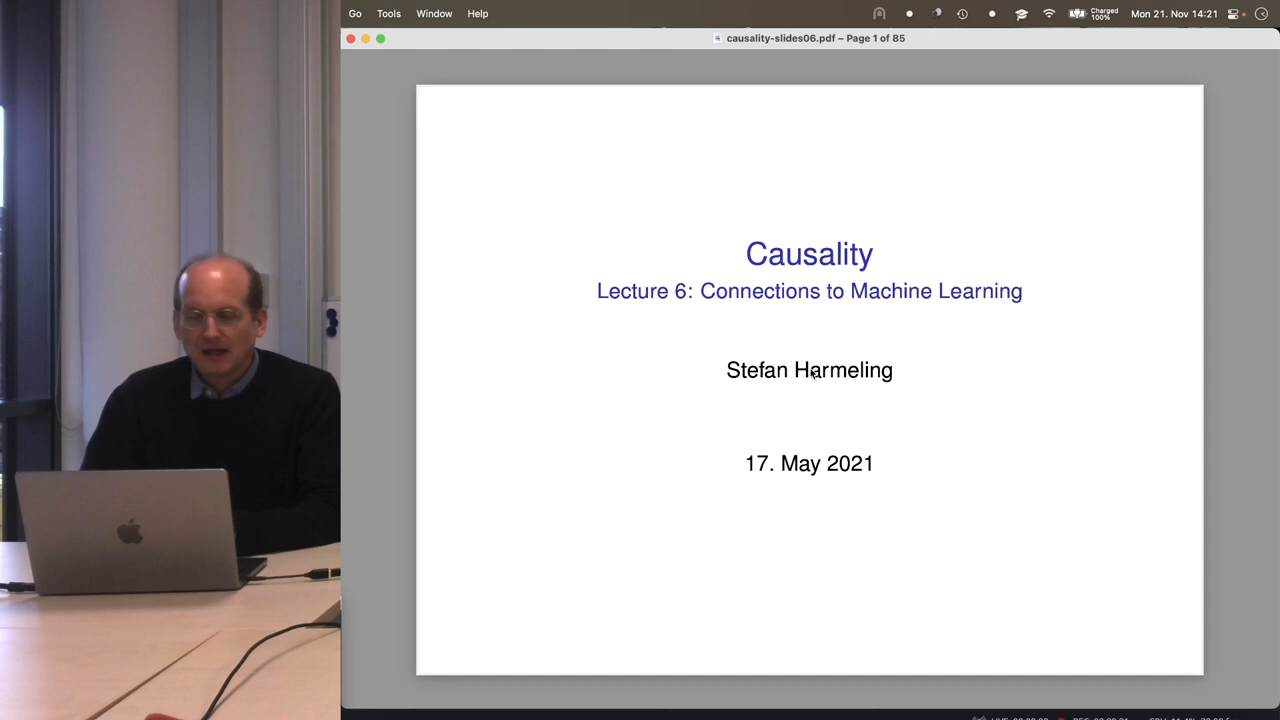 Go Tools Window Help
Charged
100%
Mon 21. Nov 14:21
causality-slides06.pdf – Page 1 of 85
Causality
Lecture 6: Connections to Machine Learning
Stefan Harmeling
17. May 2021